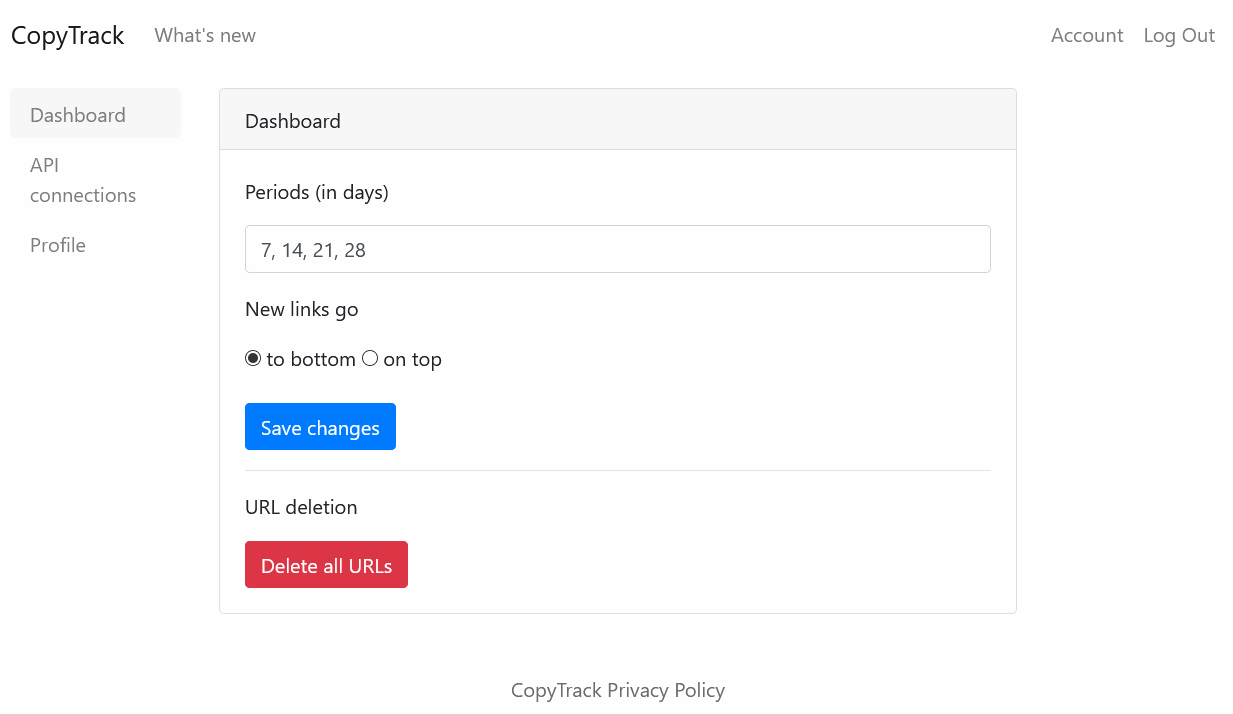 CopyTrack What's new Account Log Out
Dashboard
API
connections
Profile
Dashboard
Periods (in days)
7, 14, 21, 28
New links go
to bottom on top
Save changes
URL deletion
Delete all URLs
CopyTrack Privacy Policy